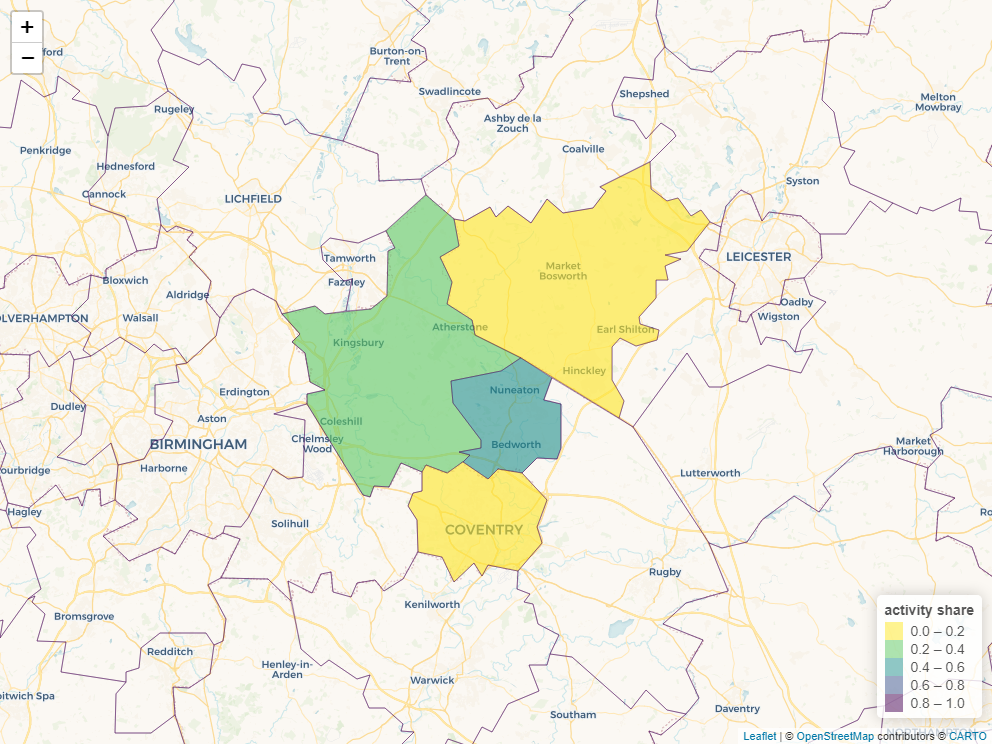 +
−
ford
Burton-on-
Trent
Swadlincote
Shepshed
Melton
Mowbray
Rugeley
Ashby de la
Zouch
Penkridge
Coalville
Hednesford
Cannock
Syston
LICHFIELD
Tamworth
LEICESTER
Market
Bosworth
Bloxwich
Fazeley
Aldridge
Oadby
Wigston
OLVERHAMPTON
Walsall
Atherstone
Earl Shilton
Kingsbury
Hinckley
Erdington
Nuneaton
Dudley
Aston
Coleshill
BIRMINGHAM
Chelmsley
Wood
Bedworth
Market
Harborough
ourbridge
Harborne
Lutterworth
Hagley
Ro
Solihull
COVENTRY
Rugby
Kenilworth
Bromsgrove
Redditch
Henley-in-
Arden
Warwick
oitwich Spa
Southam
Daventry
activity share
0.0 – 0.2
0.2 – 0.4
0.4 – 0.6
0.6 – 0.8
0.8 – 1.0
NORTHAMPTON
Leaflet | © OpenStreetMap contributors © CARTO